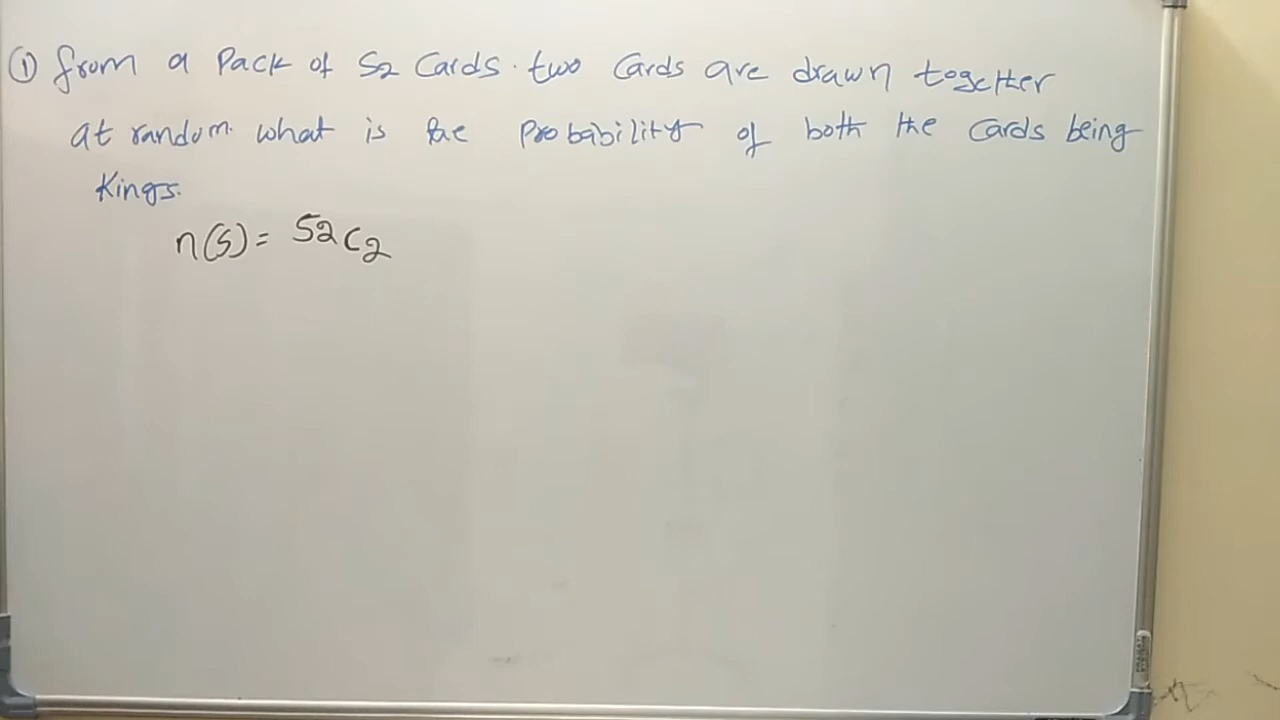 ① from a Pack of 52 Cards. two Cards are drawn together
at random. what is the Probability of both the Cards being
Kings.
n(S) = 52c2